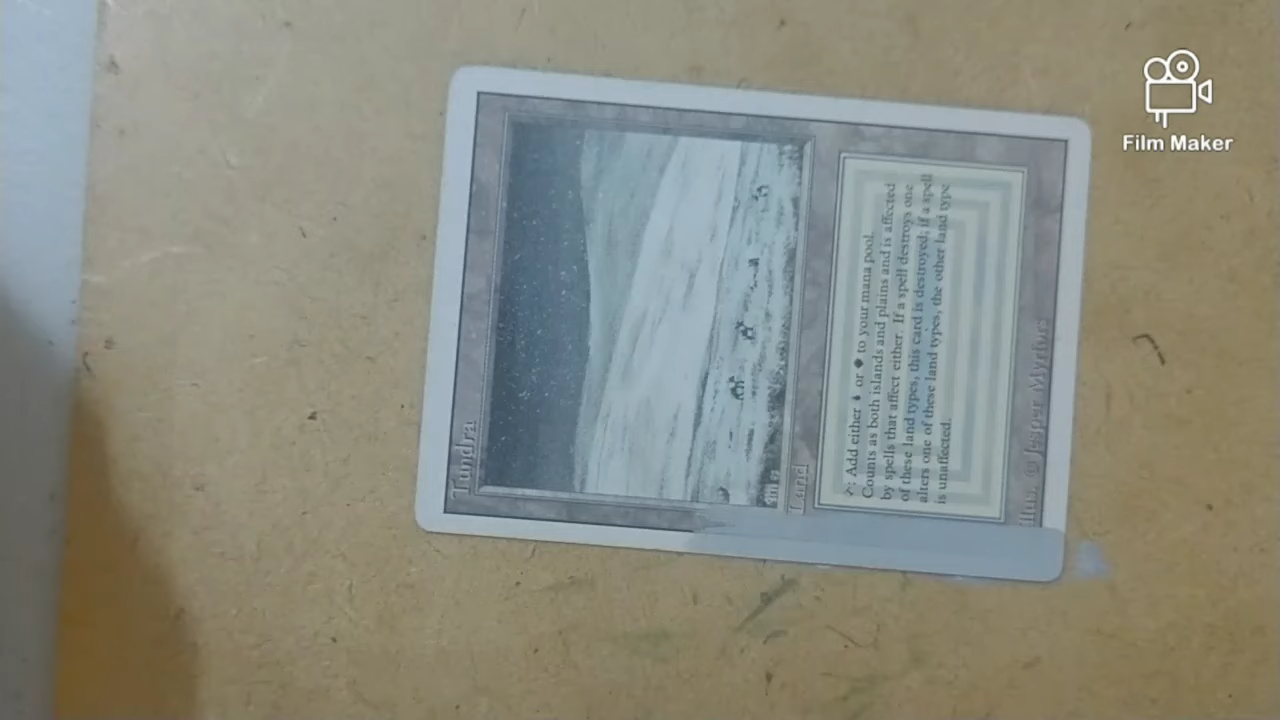 Film Maker
Tundra
Land
: Add either or to your mana pool.
Counts as both islands and plains and is affected
by spells that affect either. If a spell destroys one
of these land types, this card is destroyed; if a spell
alters one of these land types, the other land type
is unaffected.
Illus. © Jesper Myrfors